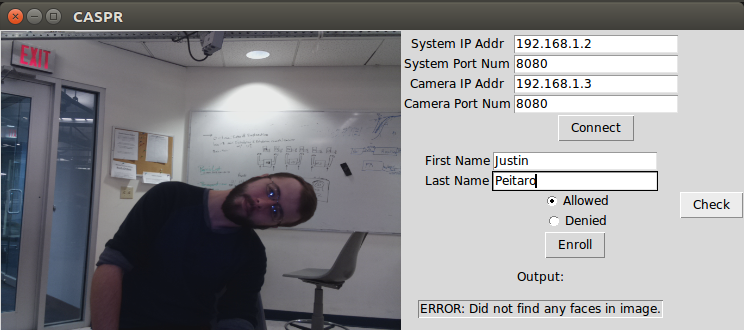 CASPR
EXIT
System IP Addr 192.168.1.2
System Port Num 8080
Camera IP Addr 192.168.1.3
Camera Port Num 8080
Connect
First Name Justin
Last Name Peitard
Allowed
Denied
Check
Enroll
Output:
ERROR: Did not find any faces in image.